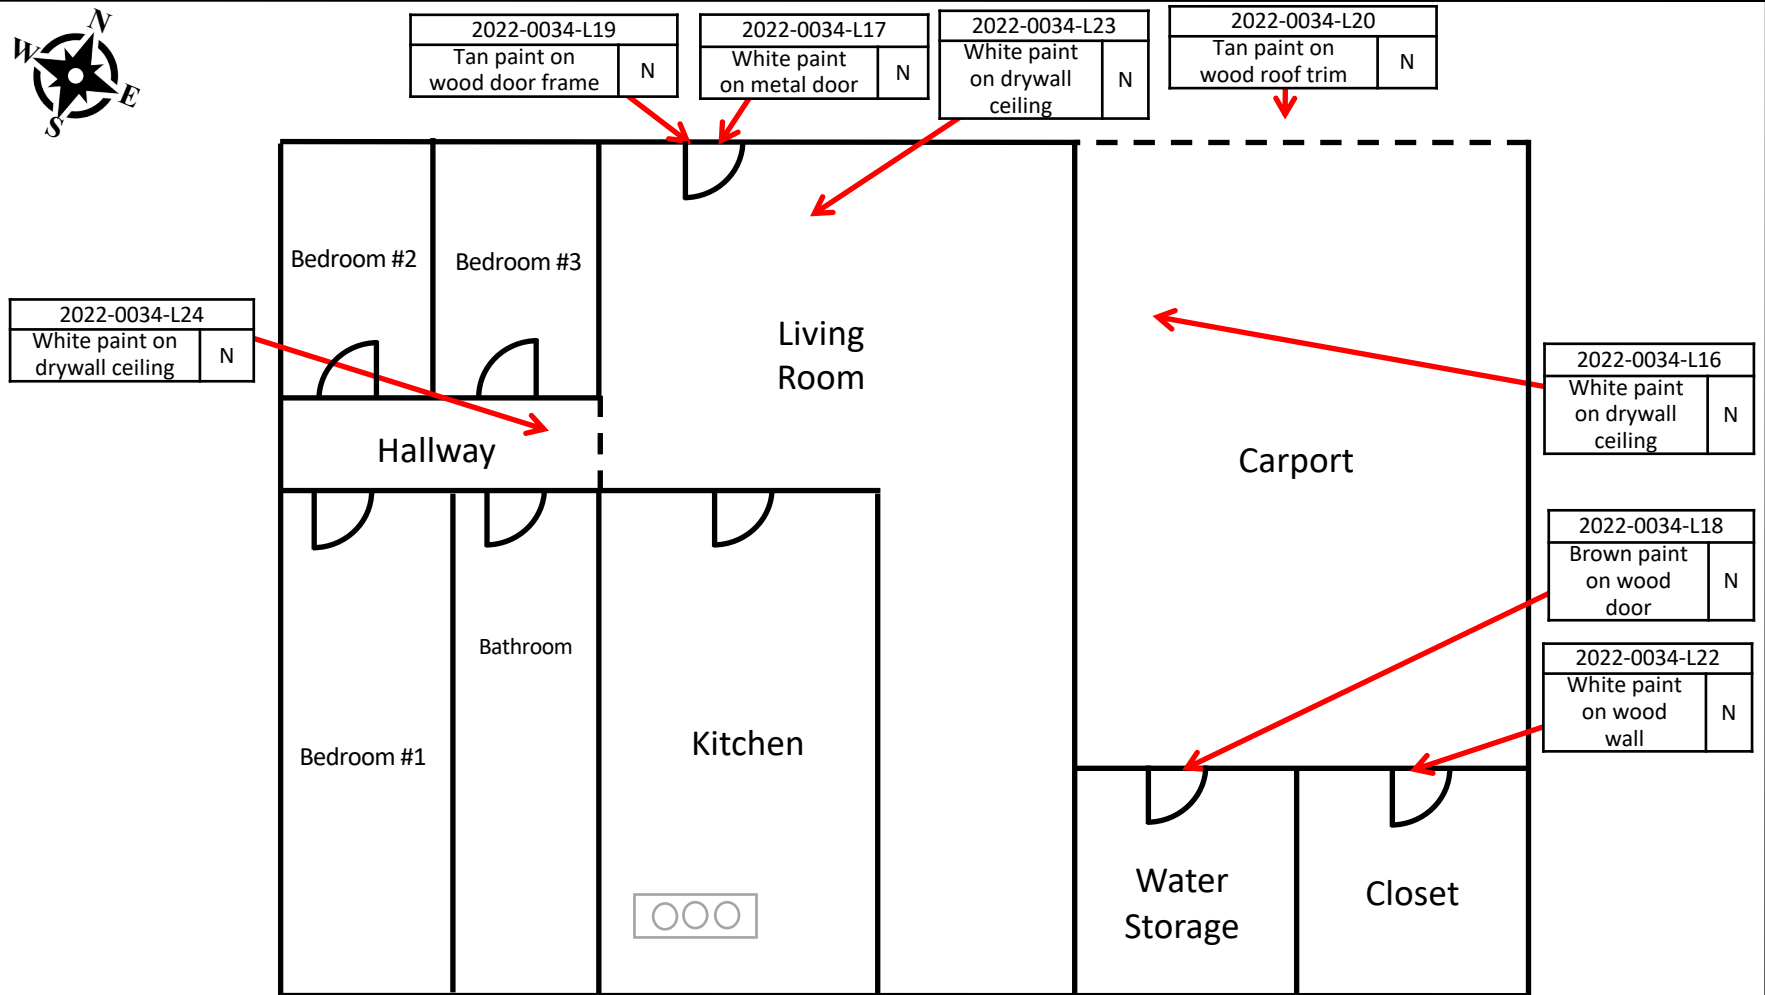 N
W
E
S
2022-0034-L19
Tan paint on
wood door frame
N
2022-0034-L17
White paint
on metal door
N
2022-0034-L23
White paint
on drywall
ceiling
N
2022-0034-L20
Tan paint on
wood roof trim
N
Bedroom #2
Bedroom #3
2022-0034-L24
White paint on
drywall ceiling
N
Living
Room
2022-0034-L16
White paint
on drywall
ceiling
N
Hallway
Carport
2022-0034-L18
Brown paint
on wood
door
N
Bathroom
2022-0034-L22
White paint
on wood
wall
N
Bedroom #1
Kitchen
Water
Storage
Closet